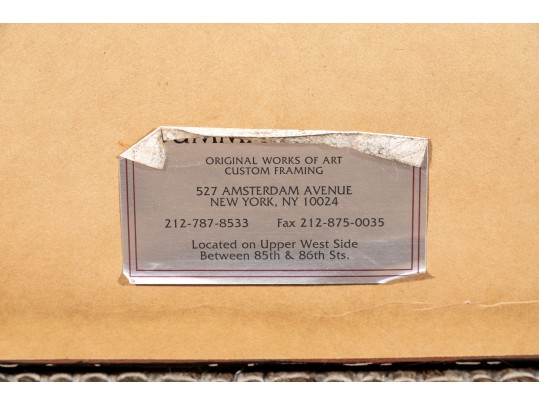 ORIGINAL WORKS OF ART
CUSTOM FRAMING
527 AMSTERDAM AVENUE
NEW YORK, NY 10024
212-787-8533 Fax 212-875-0035
Located on Upper West Side
Between 85th & 86th Sts.